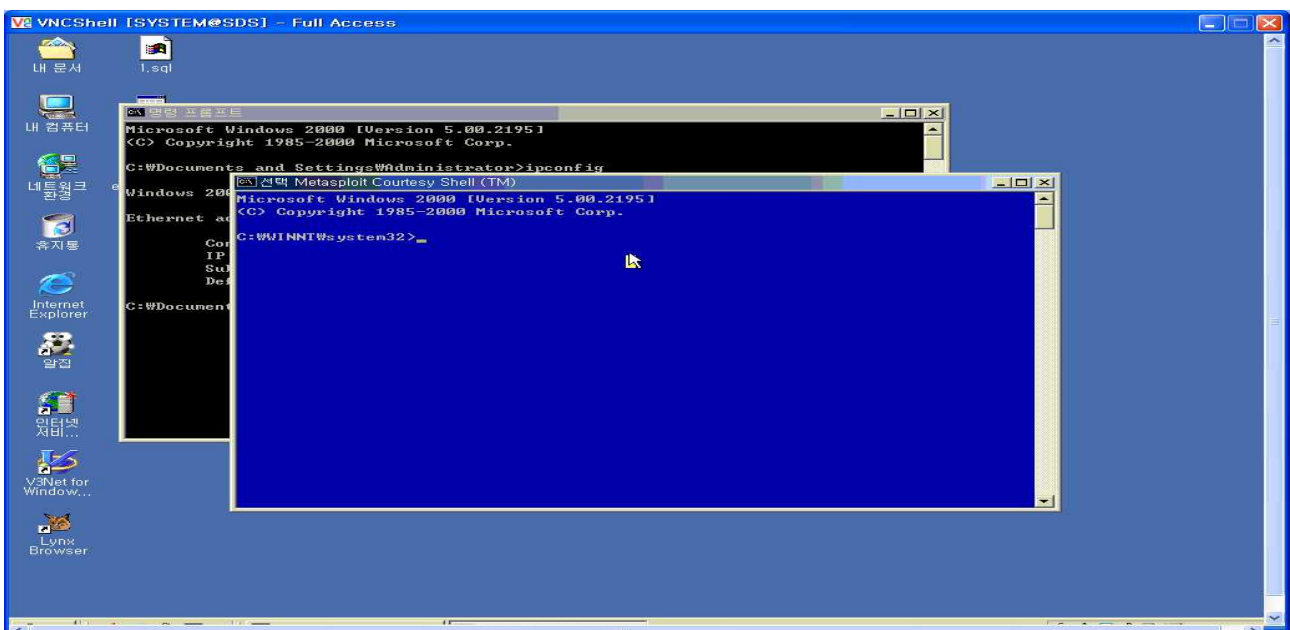 VNCShell [SYSTEM@SDS] - Full Access
내 문서
1.sql
내 컴퓨터
네트워크
환경
휴지통
Internet
Explorer
알집
인터넷
서비...
V3Net for
Window...
Lynx
Browser
명령 프롬프트
Microsoft Windows 2000 [Version 5.00.2195]
<C> Copyright 1985-2000 Microsoft Corp.
C:₩Documents and Settings₩Administrator>ipconfig
Windows 200
Ethernet ad
Con
IP
Sub
Def
C:₩Document
선택 Metasploit Courtesy Shell (TM)
Microsoft Windows 2000 [Version 5.00.2195]
<C> Copyright 1985-2000 Microsoft Corp.
C:₩WINNT₩system32>_